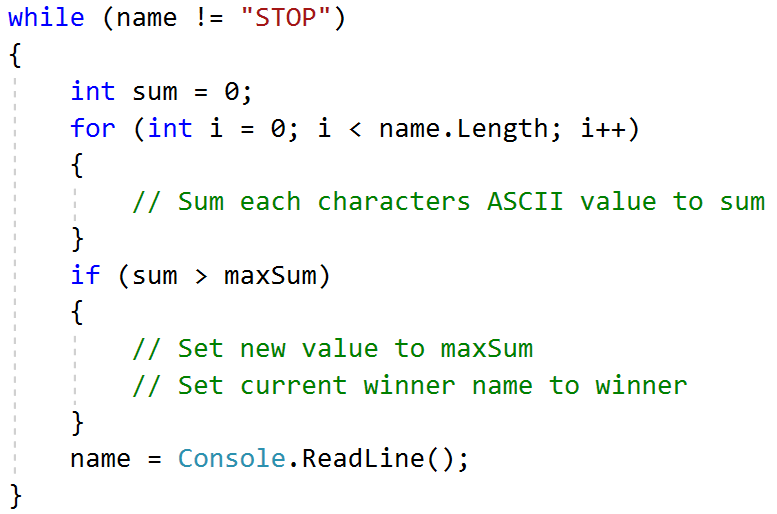 while (name != "STOP")
{
    int sum = 0;
    for (int i = 0; i < name.Length; i++)
    {
        // Sum each characters ASCII value to sum
    }
    if (sum > maxSum)
    {
        // Set new value to maxSum
        // Set current winner name to winner
    }
    name = Console.ReadLine();
}